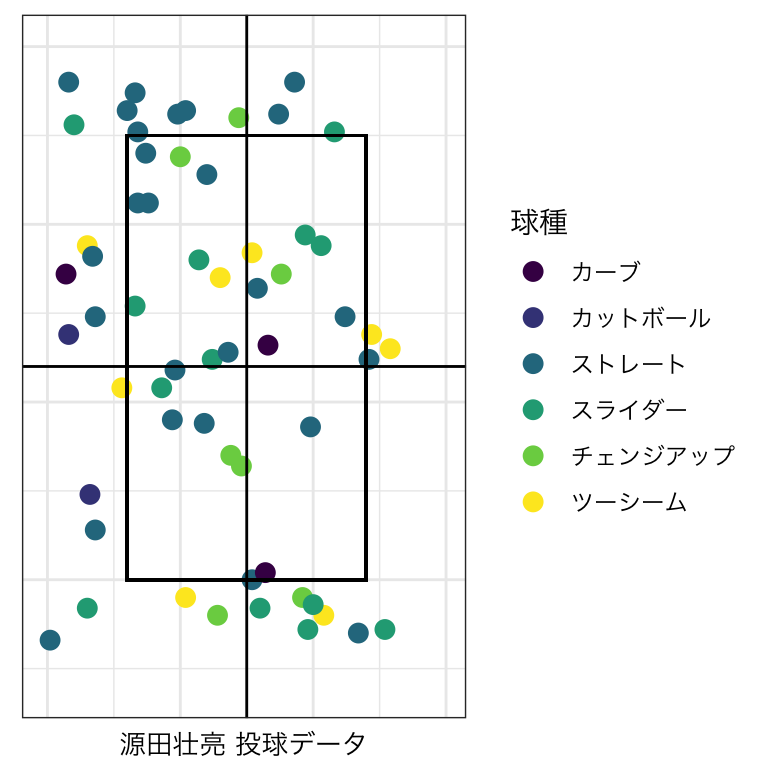 球種
カーブ
カットボール
ストレート
スライダー
チェンジアップ
ツーシーム
源田壮亮 投球データ